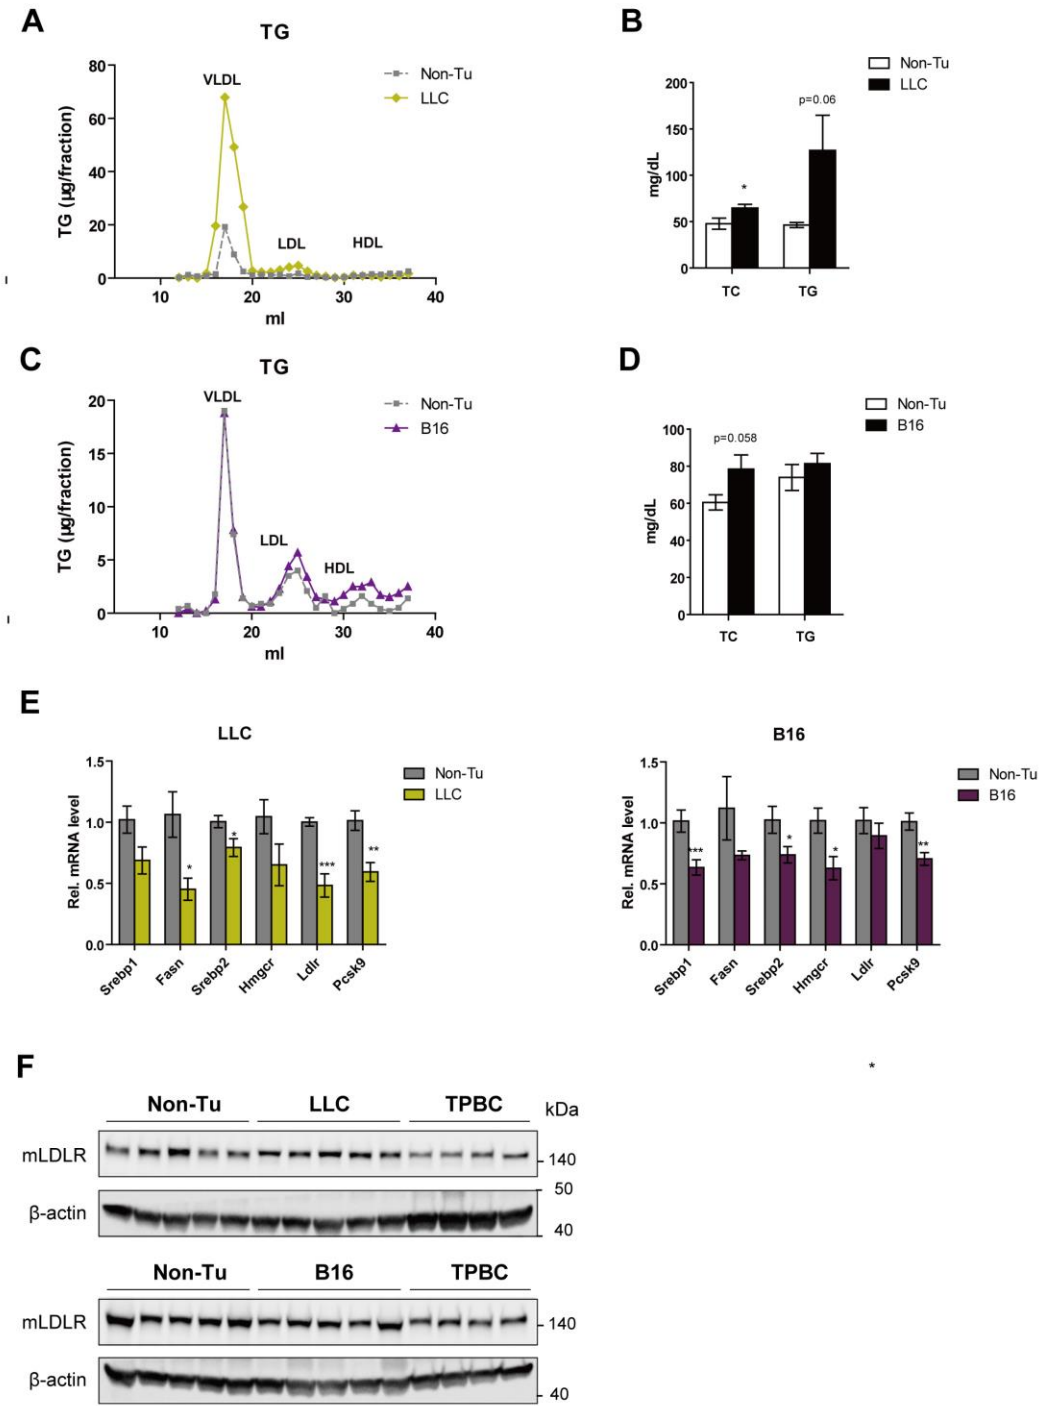 A
TG
TG (µg/fraction)
80
60
40
20
0
10
20
30
40
ml
VLDL
LDL
HDL
Non-Tu
LLC
B
mg/dL
200
150
100
50
0
*
p=0.06
TC
TG
Non-Tu
LLC
C
TG
TG (µg/fraction)
20
15
10
5
0
10
20
30
40
ml
VLDL
LDL
HDL
Non-Tu
B16
D
mg/dL
100
80
60
40
20
0
p=0.058
TC
TG
Non-Tu
B16
E
LLC
Rel. mRNA level
1.5
1.0
0.5
0.0
*
*
***
**
Srebp1
Fasn
Srebp2
Hmgcr
Ldlr
Pcsk9
Non-Tu
LLC
B16
Rel. mRNA level
1.5
1.0
0.5
0.0
***
*
*
**
Srebp1
Fasn
Srebp2
Hmgcr
Ldlr
Pcsk9
Non-Tu
B16
F
*
Non-Tu LLC TPBC kDa
mLDLR 140
50
β-actin
40
Non-Tu B16 TPBC
mLDLR 140
β-actin
40